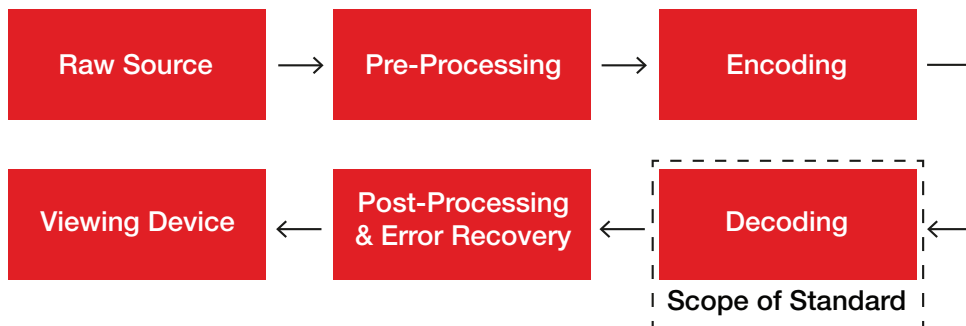 Raw Source
Pre-Processing
Encoding
Viewing Device
Post-Processing
& Error Recovery
Decoding
Scope of Standard